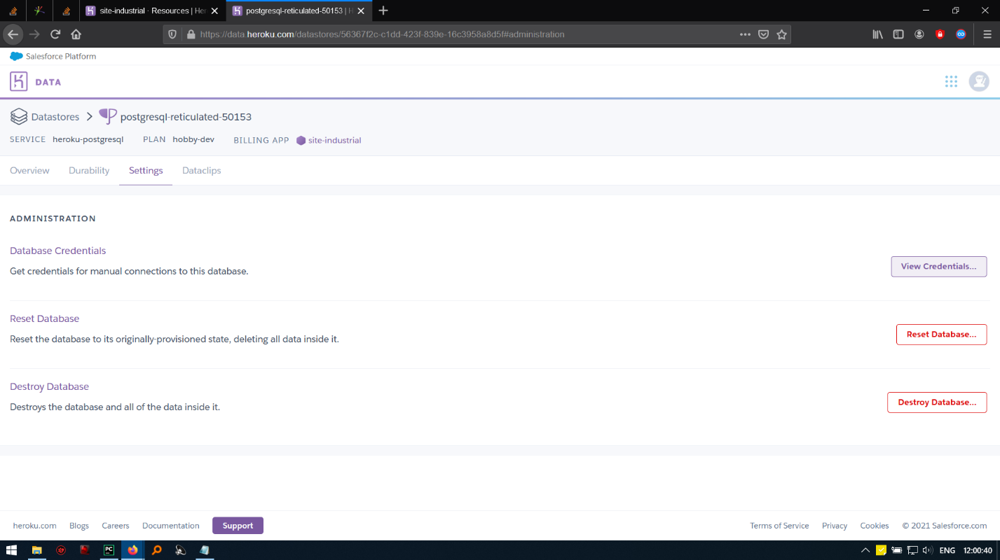 site-industrial · Resources | Her
postgresql-reticulated-50153 | H
https://data.heroku.com/datastores/56367f2c-c1dd-423f-839e-16c3958a8d5f#administration
Salesforce Platform
DATA
Datastores > postgresql-reticulated-50153
SERVICE heroku-postgresql PLAN hobby-dev BILLING APP site-industrial
Overview Durability Settings Dataclips
ADMINISTRATION
Database Credentials
Get credentials for manual connections to this database.
View Credentials...
Reset Database
Reset the database to its originally-provisioned state, deleting all data inside it.
Reset Database...
Destroy Database
Destroys the database and all of the data inside it.
Destroy Database...
heroku.com Blogs Careers Documentation Support Terms of Service Privacy Cookies © 2021 Salesforce.com
PC ENG 12:00:40